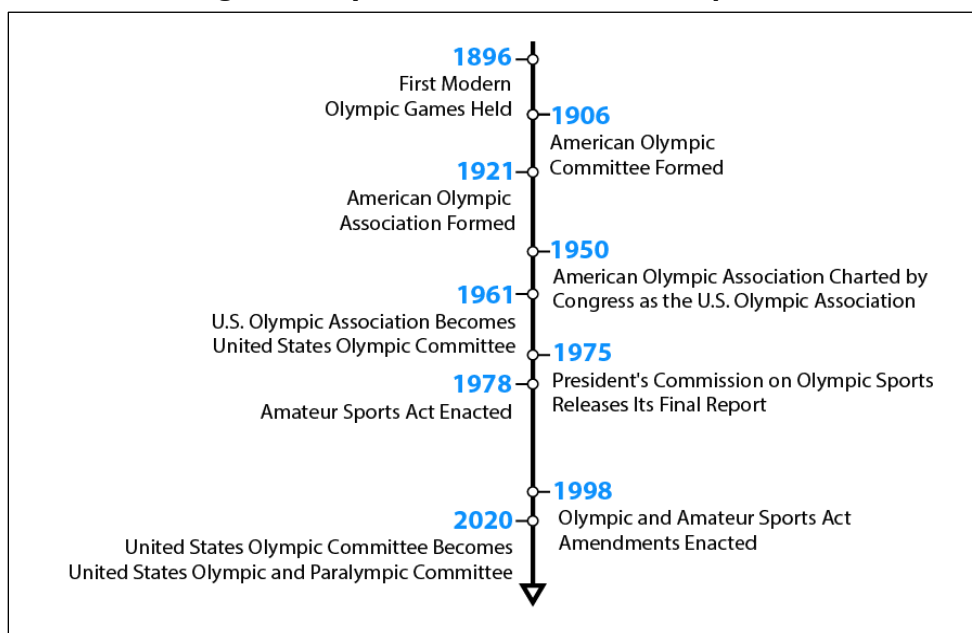 1896
First Modern
Olympic Games Held
1906
American Olympic
Committee Formed
1921
American Olympic
Association Formed
1950
American Olympic Association Charted by
Congress as the U.S. Olympic Association
1961
U.S. Olympic Association Becomes
United States Olympic Committee
1975
President's Commission on Olympic Sports
Releases Its Final Report
1978
Amateur Sports Act Enacted
1998
Olympic and Amateur Sports Act
Amendments Enacted
2020
United States Olympic Committee Becomes
United States Olympic and Paralympic Committee